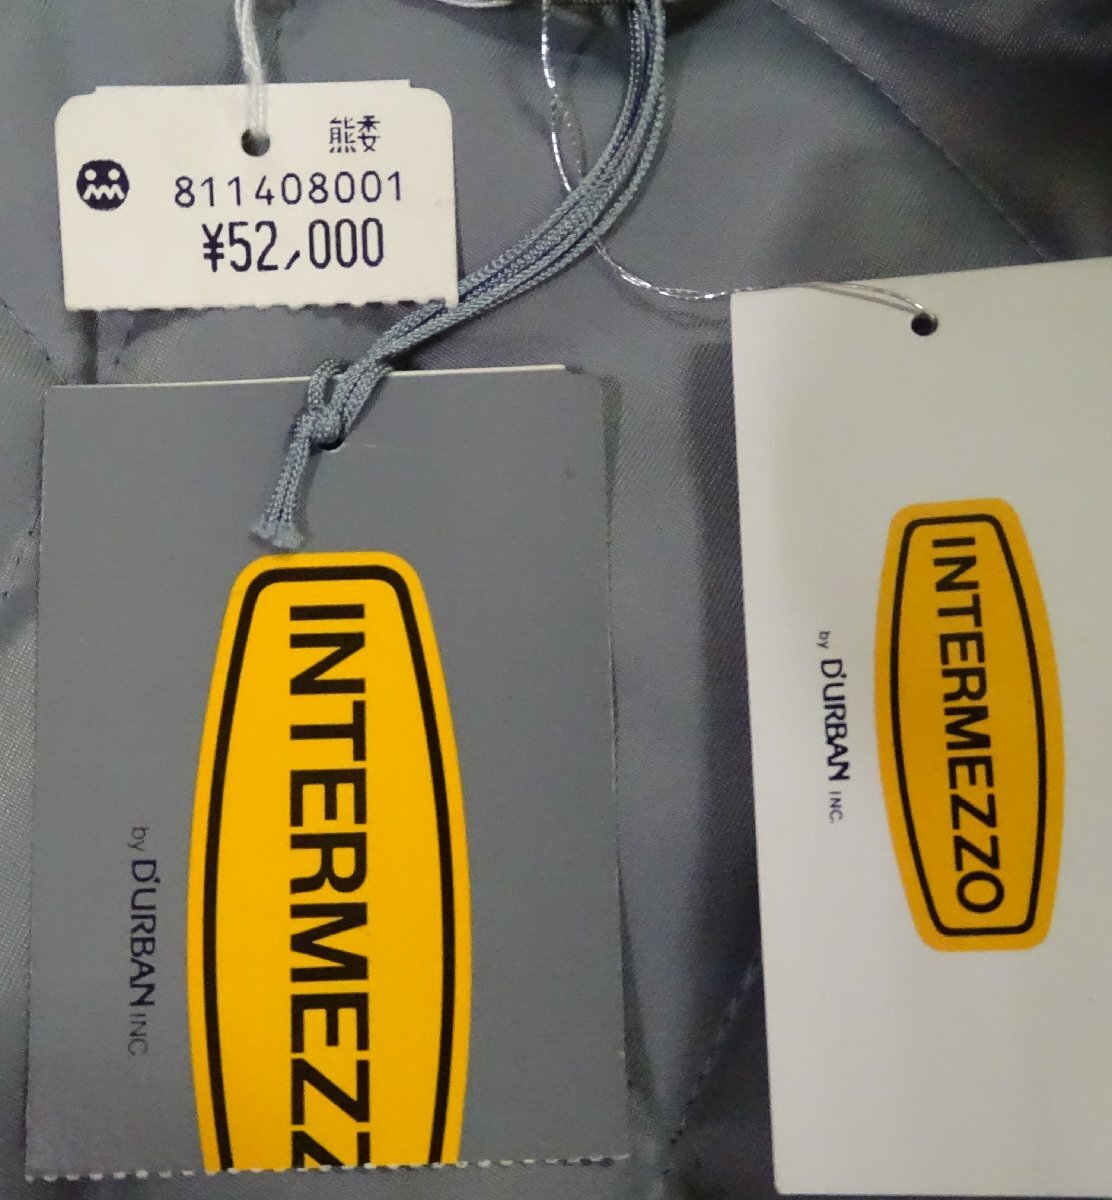 熊委
811408001
¥52,000
INTERMEZZ
by D'URBAN INC.
INTERMEZZO
by D'URBAN INC.